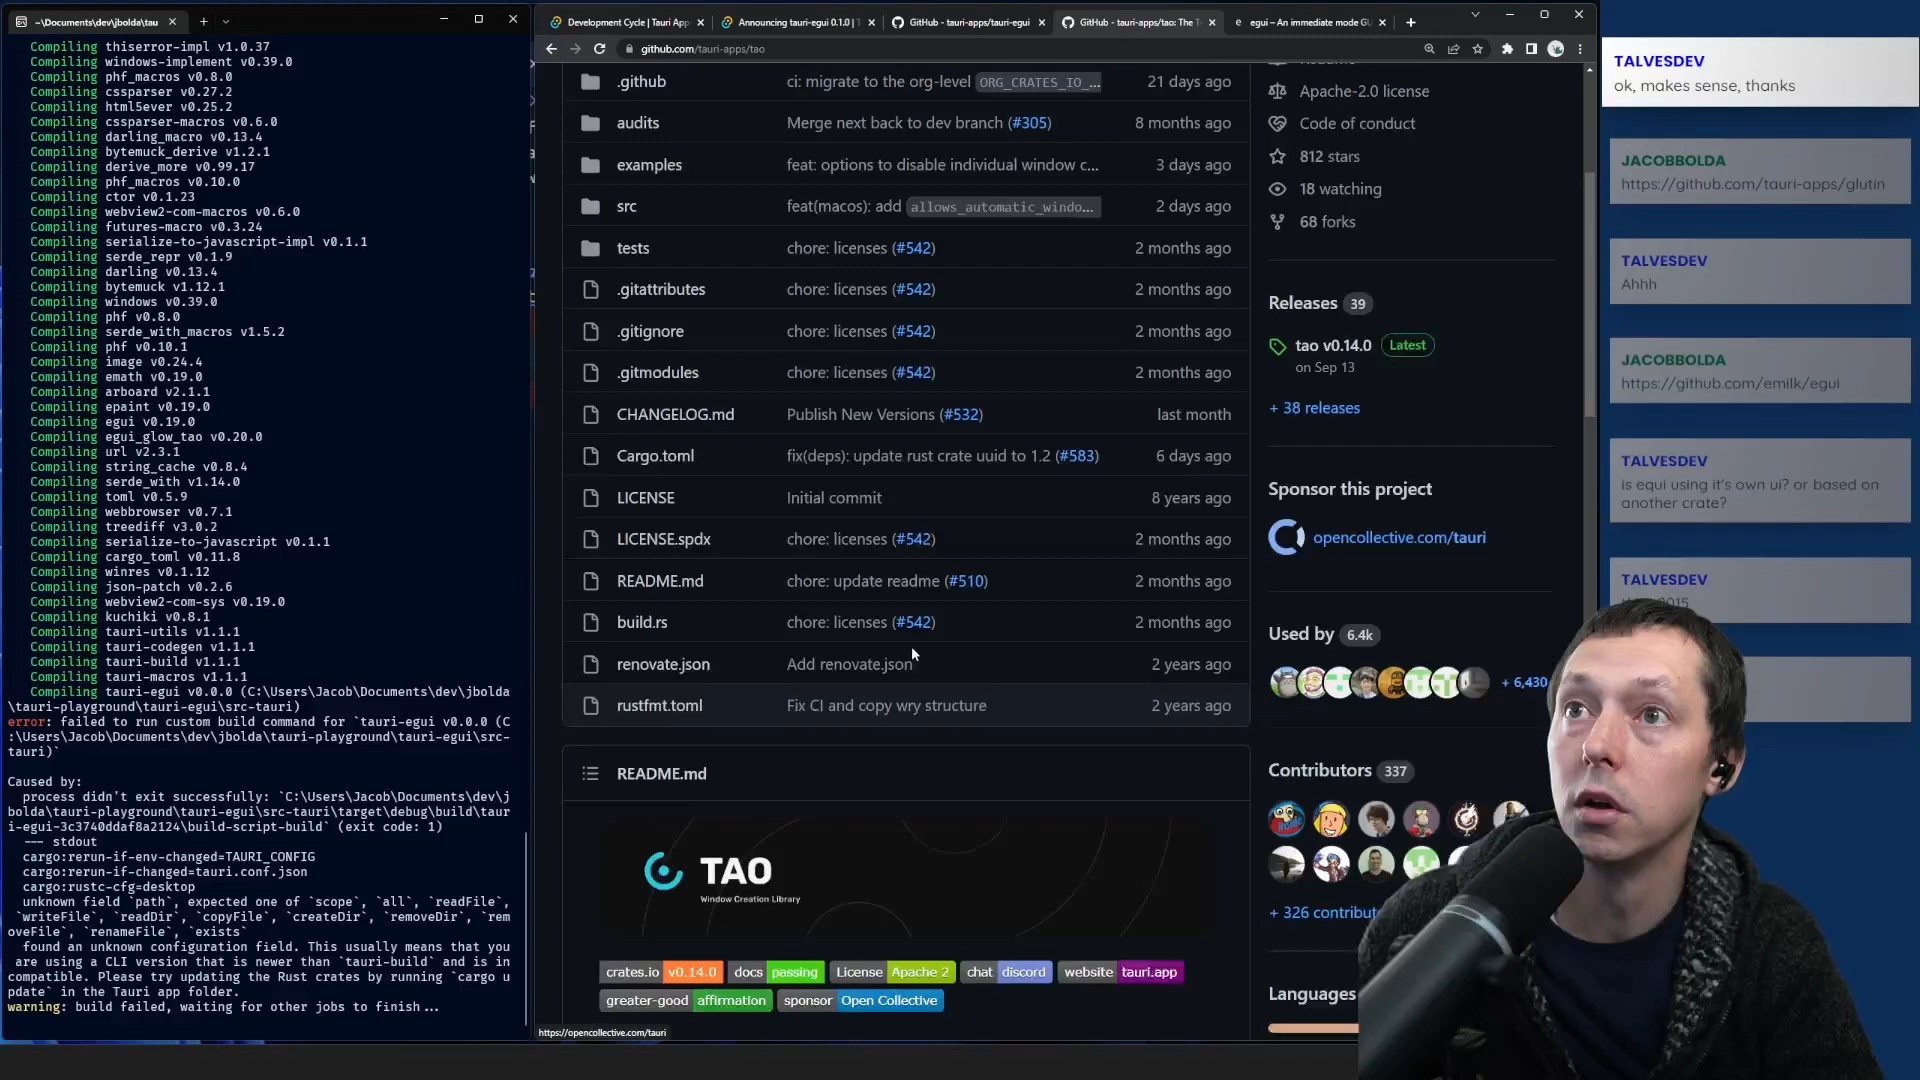 ~\Documents\dev\jbolda\tau
Compiling thiserror-impl v1.0.37
Compiling windows-implement v0.39.0
Compiling phf_macros v0.8.0
Compiling cssparser v0.27.2
Compiling html5ever v0.25.2
Compiling cssparser-macros v0.6.0
Compiling darling_macro v0.13.4
Compiling bytemuck_derive v1.2.1
Compiling derive_more v0.99.17
Compiling phf_macros v0.10.0
Compiling ctor v0.1.23
Compiling webview2-com-macros v0.6.0
Compiling futures-macro v0.3.24
Compiling serialize-to-javascript-impl v0.1.1
Compiling serde_repr v0.1.9
Compiling darling v0.13.4
Compiling bytemuck v1.12.1
Compiling windows v0.39.0
Compiling phf v0.8.0
Compiling serde_with_macros v1.5.2
Compiling phf v0.10.1
Compiling image v0.24.4
Compiling emath v0.19.0
Compiling arboard v2.1.1
Compiling epaint v0.19.0
Compiling egui v0.19.0
Compiling egui_glow_tao v0.20.0
Compiling url v2.3.1
Compiling string_cache v0.8.4
Compiling serde_with v1.14.0
Compiling toml v0.5.9
Compiling webbrowser v0.7.1
Compiling treediff v3.0.2
Compiling serialize-to-javascript v0.1.1
Compiling cargo_toml v0.11.8
Compiling winres v0.1.12
Compiling json-patch v0.2.6
Compiling webview2-com-sys v0.19.0
Compiling kuchiki v0.8.1
Compiling tauri-utils v1.1.1
Compiling tauri-codegen v1.1.1
Compiling tauri-build v1.1.1
Compiling tauri-macros v1.1.1
Compiling tauri-egui v0.0.0 (C:\Users\Jacob\Documents\dev\jbolda
\tauri-playground\tauri-egui\src-tauri)
error: failed to run custom build command for `tauri-egui v0.0.0 (C
:\Users\Jacob\Documents\dev\jbolda\tauri-playground\tauri-egui\src-
tauri)`
Caused by:
process didn't exit successfully: `C:\Users\Jacob\Documents\dev\j
bolda\tauri-playground\tauri-egui\src-tauri\target\debug\build\taur
i-egui-3c3740ddaf8a2124\build-script-build` (exit code: 1)
--- stdout
cargo:rerun-if-env-changed=TAURI_CONFIG
cargo:rerun-if-changed=tauri.conf.json
cargo:rustc-cfg=desktop
unknown field `path`, expected one of `scope`, `all`, `readFile`,
`writeFile`, `readDir`, `copyFile`, `createDir`, `removeDir`, `rem
oveFile`, `renameFile`, `exists`
found an unknown configuration field. This usually means that you
are using a CLI version that is newer than `tauri-build` and is in
compatible. Please try updating the Rust crates by running `cargo u
pdate` in the Tauri app folder.
warning: build failed, waiting for other jobs to finish...
Development Cycle | Tauri App
Announcing tauri-egui 0.1.0 | T
GitHub - tauri-apps/tauri-egui
GitHub - tauri-apps/tao: The T
egui – An immediate mode GU
github.com/tauri-apps/tao
.github ci: migrate to the org-level ORG_CRATES_IO_... 21 days ago
audits Merge next back to dev branch (#305) 8 months ago
examples feat: options to disable individual window c... 3 days ago
src feat(macos): add allows_automatic_windo... 2 days ago
tests chore: licenses (#542) 2 months ago
.gitattributes chore: licenses (#542) 2 months ago
.gitignore chore: licenses (#542) 2 months ago
.gitmodules chore: licenses (#542) 2 months ago
CHANGELOG.md Publish New Versions (#532) last month
Cargo.toml fix(deps): update rust crate uuid to 1.2 (#583) 6 days ago
LICENSE Initial commit 8 years ago
LICENSE.spdx chore: licenses (#542) 2 months ago
README.md chore: update readme (#510) 2 months ago
build.rs chore: licenses (#542) 2 months ago
renovate.json Add renovate.json 2 years ago
rustfmt.toml Fix CI and copy wry structure 2 years ago
README.md
TAO
Window Creation Library
crates.io v0.14.0 docs passing License Apache 2 chat discord website tauri.app
greater-good affirmation sponsor Open Collective
https://opencollective.com/tauri
Readme
Apache-2.0 license
Code of conduct
812 stars
18 watching
68 forks
Releases 39
tao v0.14.0 Latest
on Sep 13
+ 38 releases
Sponsor this project
opencollective.com/tauri
Used by 6.4k
+ 6,430
Contributors 337
+ 326 contribut
Languages
TALVESDEV
ok, makes sense, thanks
JACOBBOLDA
https://github.com/tauri-apps/glutin
TALVESDEV
Ahhh
JACOBBOLDA
https://github.com/emilk/egui
TALVESDEV
is equi using it's own ui? or based on
another crate?
TALVESDEV
2015